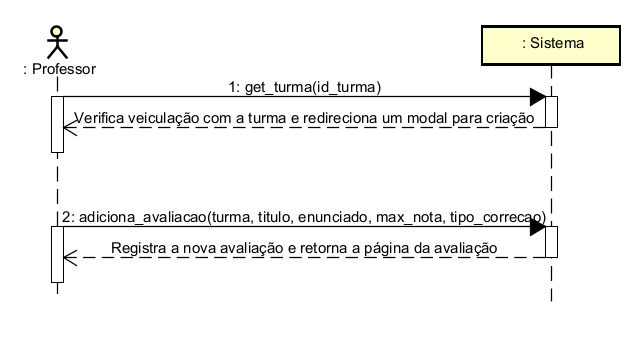 : Professor
: Sistema
1: get_turma(id_turma)
Verifica veiculação com a turma e redireciona um modal para criação
2: adiciona_avaliacao(turma, titulo, enunciado, max_nota, tipo_correcao)
Registra a nova avaliação e retorna a página da avaliação